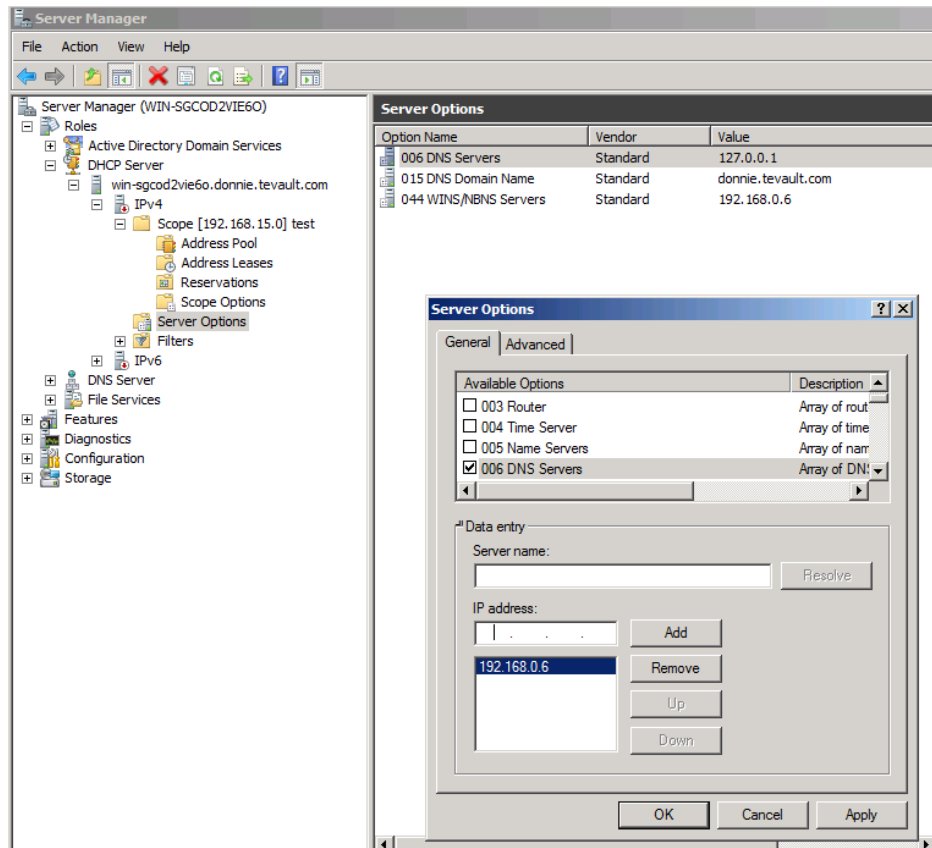 Server Manager
File Action View Help
Server Manager (WIN-SGCOD2VIE6O)
Roles
Active Directory Domain Services
DHCP Server
win-sgcod2vie6o.donnie.tevault.com
IPv4
Scope [192.168.15.0] test
Address Pool
Address Leases
Reservations
Scope Options
Server Options
Filters
IPv6
DNS Server
File Services
Features
Diagnostics
Configuration
Storage
Server Options
Option Name Vendor Value
006 DNS Servers Standard 127.0.0.1
015 DNS Domain Name Standard donnie.tevault.com
044 WINS/NBNS Servers Standard 192.168.0.6
Server Options
General Advanced
Available Options Description
003 Router Array of rout
004 Time Server Array of time
005 Name Servers Array of nam
006 DNS Servers Array of DN
Data entry
Server name:
Resolve
IP address:
. . .
Add
192.168.0.6
Remove
Up
Down
OK Cancel Apply